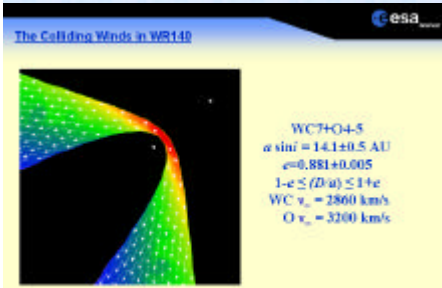 esa
The Colliding Winds in WR140
WC7+O4-5
a sini = 14.1±0.5 AU
e=0.881±0.005
1-e ≤ (D/a) ≤ 1+e
WC v∞ = 2860 km/s
O v∞ = 3200 km/s